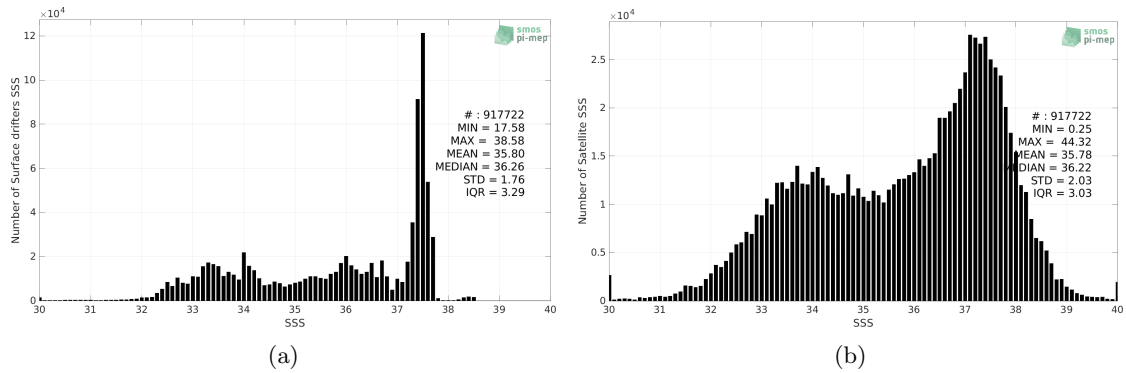 ×10⁴
smos
pi-mep
12
10
8
6
4
2
0
Number of Surface drifters SSS
# : 917722
MIN = 17.58
MAX = 38.58
MEAN = 35.80
MEDIAN = 36.26
STD = 1.76
IQR = 3.29
30 31 32 33 34 35 36 37 38 39 40
SSS
(a)
×10⁴
smos
pi-mep
2.5
2
1.5
1
0.5
0
Number of Satellite SSS
# : 917722
MIN = 0.25
MAX = 44.32
MEAN = 35.78
MEDIAN = 36.22
STD = 2.03
IQR = 3.03
30 31 32 33 34 35 36 37 38 39 40
SSS
(b)